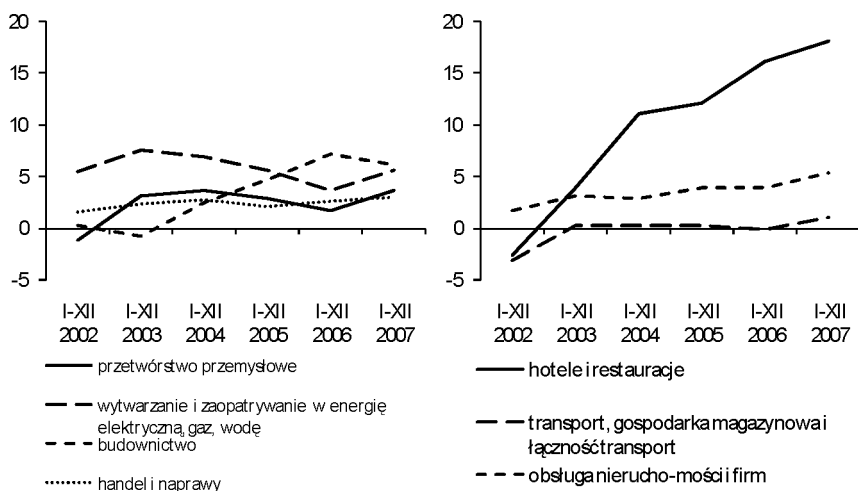 20
15
10
5
0
-5
I-XII I-XII I-XII I-XII I-XII I-XII
2002 2003 2004 2005 2006 2007
przetwórstwo przemysłowe
wytwarzanie i zaopatrywanie w energię
elektryczną, gaz, wodę
budownictwo
handel i naprawy
20
15
10
5
0
-5
I-XII I-XII I-XII I-XII I-XII I-XII
2002 2003 2004 2005 2006 2007
hotele i restauracje
transport, gospodarka magazynowa i
łączność transport
obsługa nierucho-mości i firm